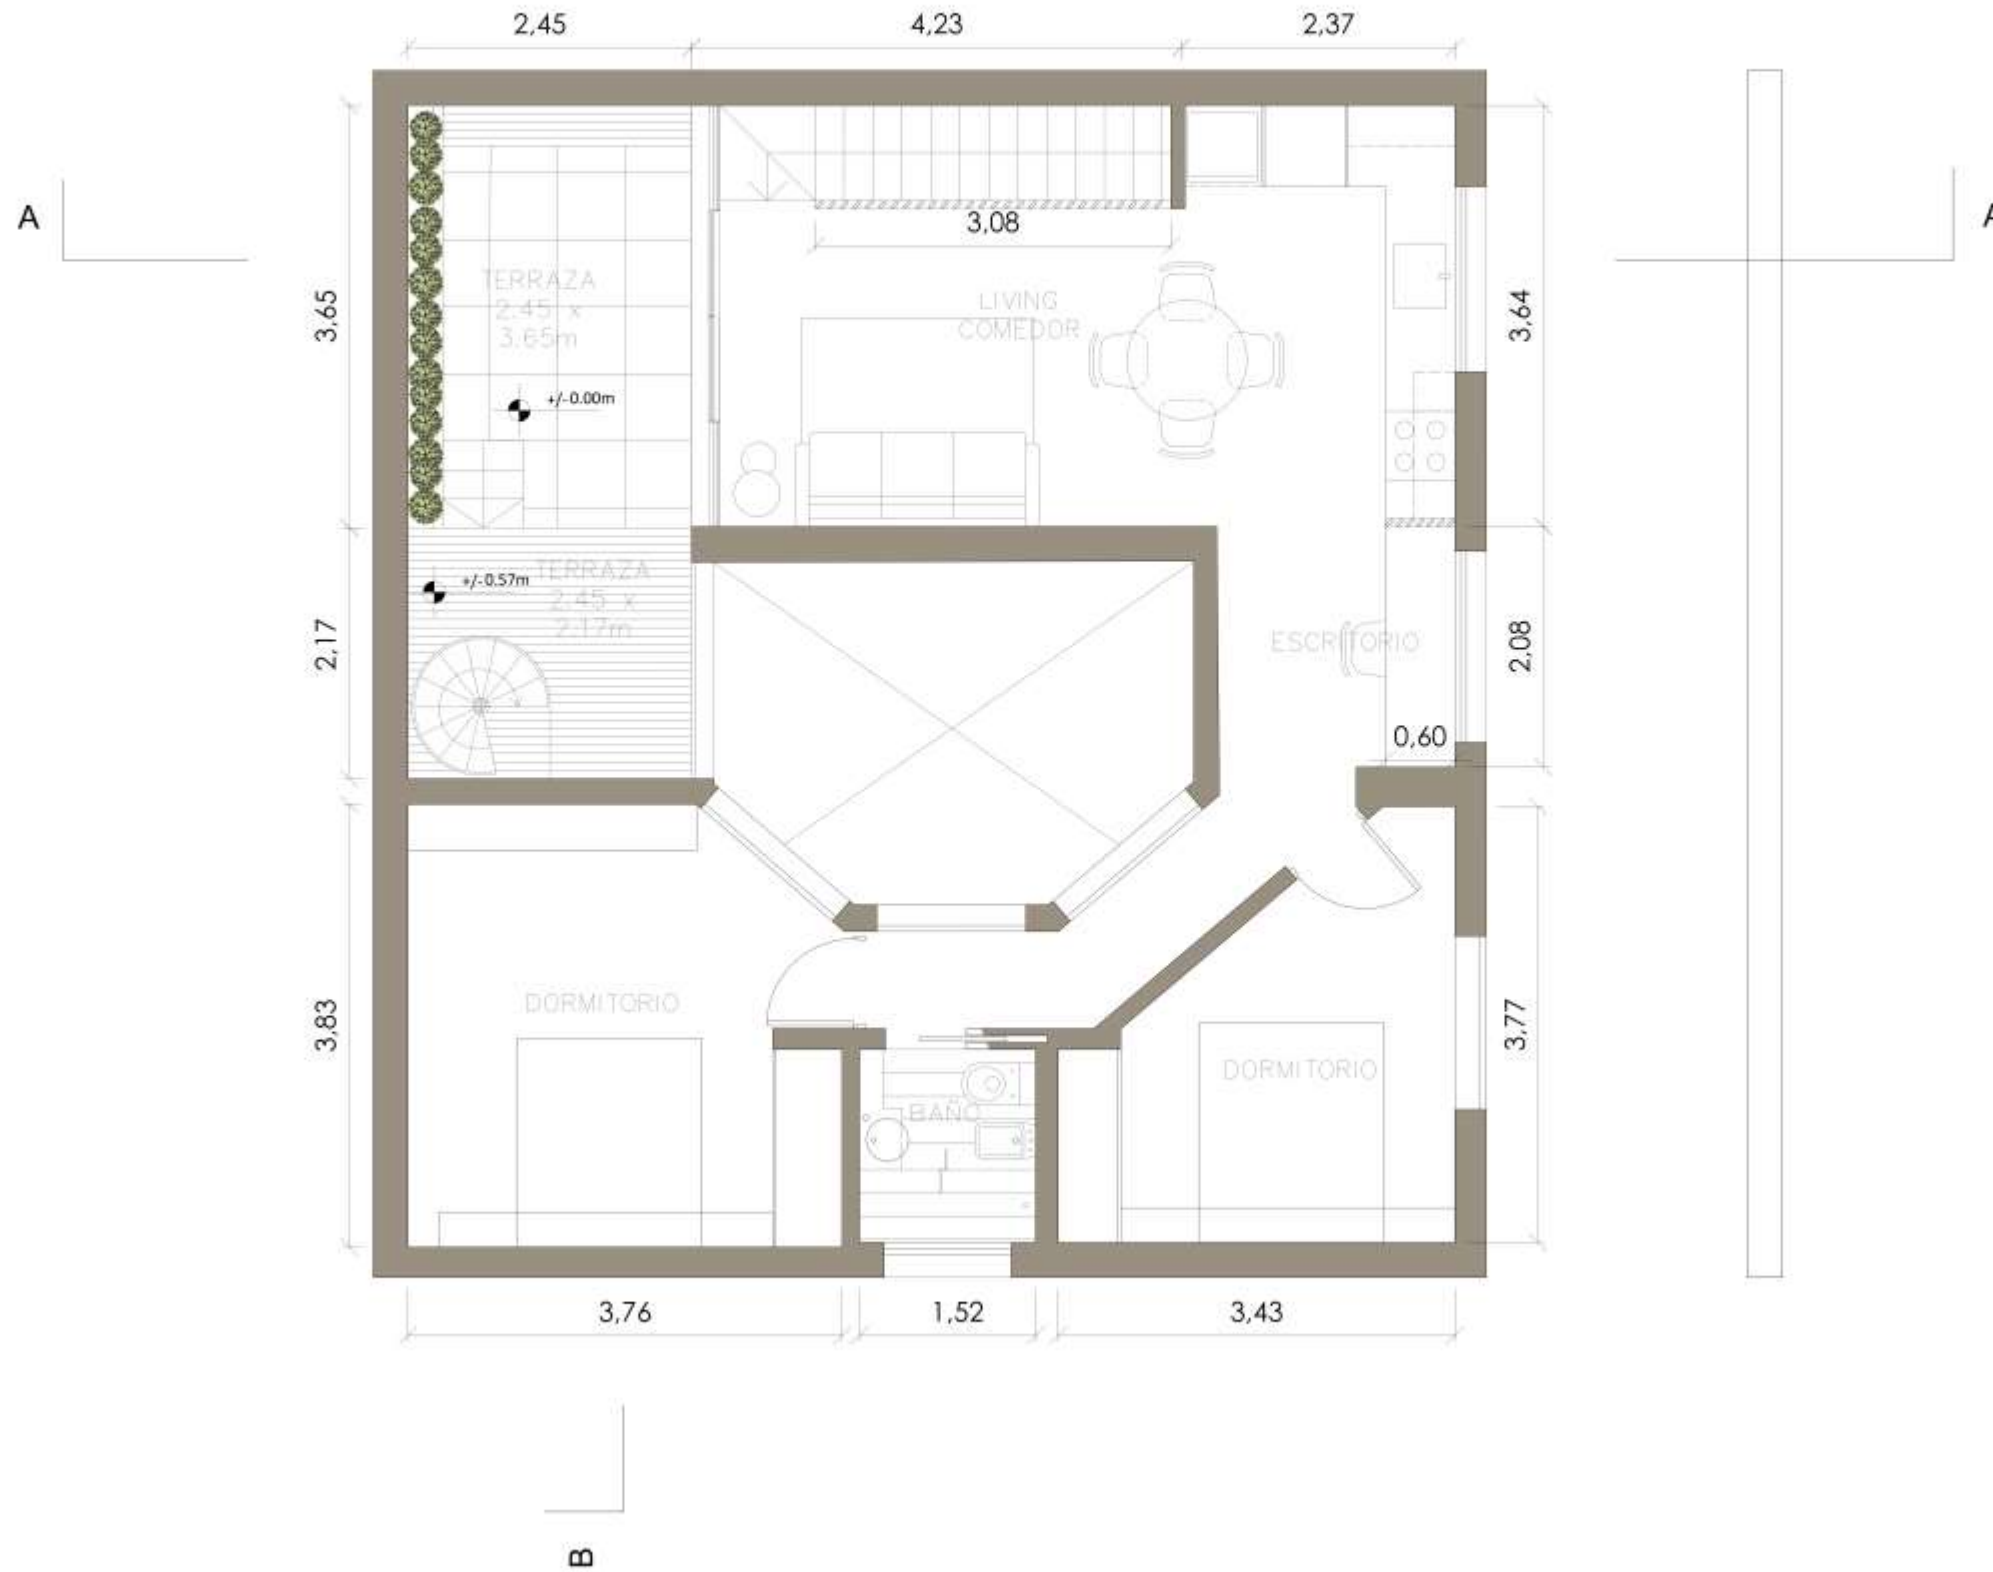 2,45
4,23
2,37
A
A
3,08
3,65
TERRAZA
2.45 x
3.65m
+/-0.00m
LIVING
COMEDOR
3,64
+/-0.57m
TERRAZA
2.45 x
2.17m
2,17
ESCRITORIO
2,08
0,60
3,83
DORMITORIO
BAÑO
DORMITORIO
3,77
3,76
1,52
3,43
B